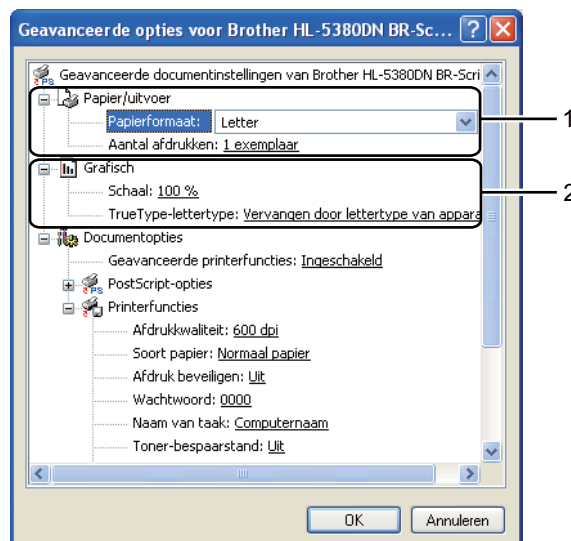 Geavanceerde opties voor Brother HL-5380DN BR-Sc...
Geavanceerde documentinstellingen van Brother HL-5380DN BR-Scri
Papier/uitvoer
Papierformaat: Letter
1
Aantal afdrukken: 1 exemplaar
Grafisch
Schaal: 100 %
2
TrueType-lettertype: Vervangen door lettertype van appara
Documentopties
Geavanceerde printerfuncties: Ingeschakeld
PostScript-opties
Printerfuncties
Afdrukkwaliteit: 600 dpi
Soort papier: Normaal papier
Afdruk beveiligen: Uit
Wachtwoord: 0000
Naam van taak: Computernaam
Toner-bespaarstand: Uit
OK Annuleren